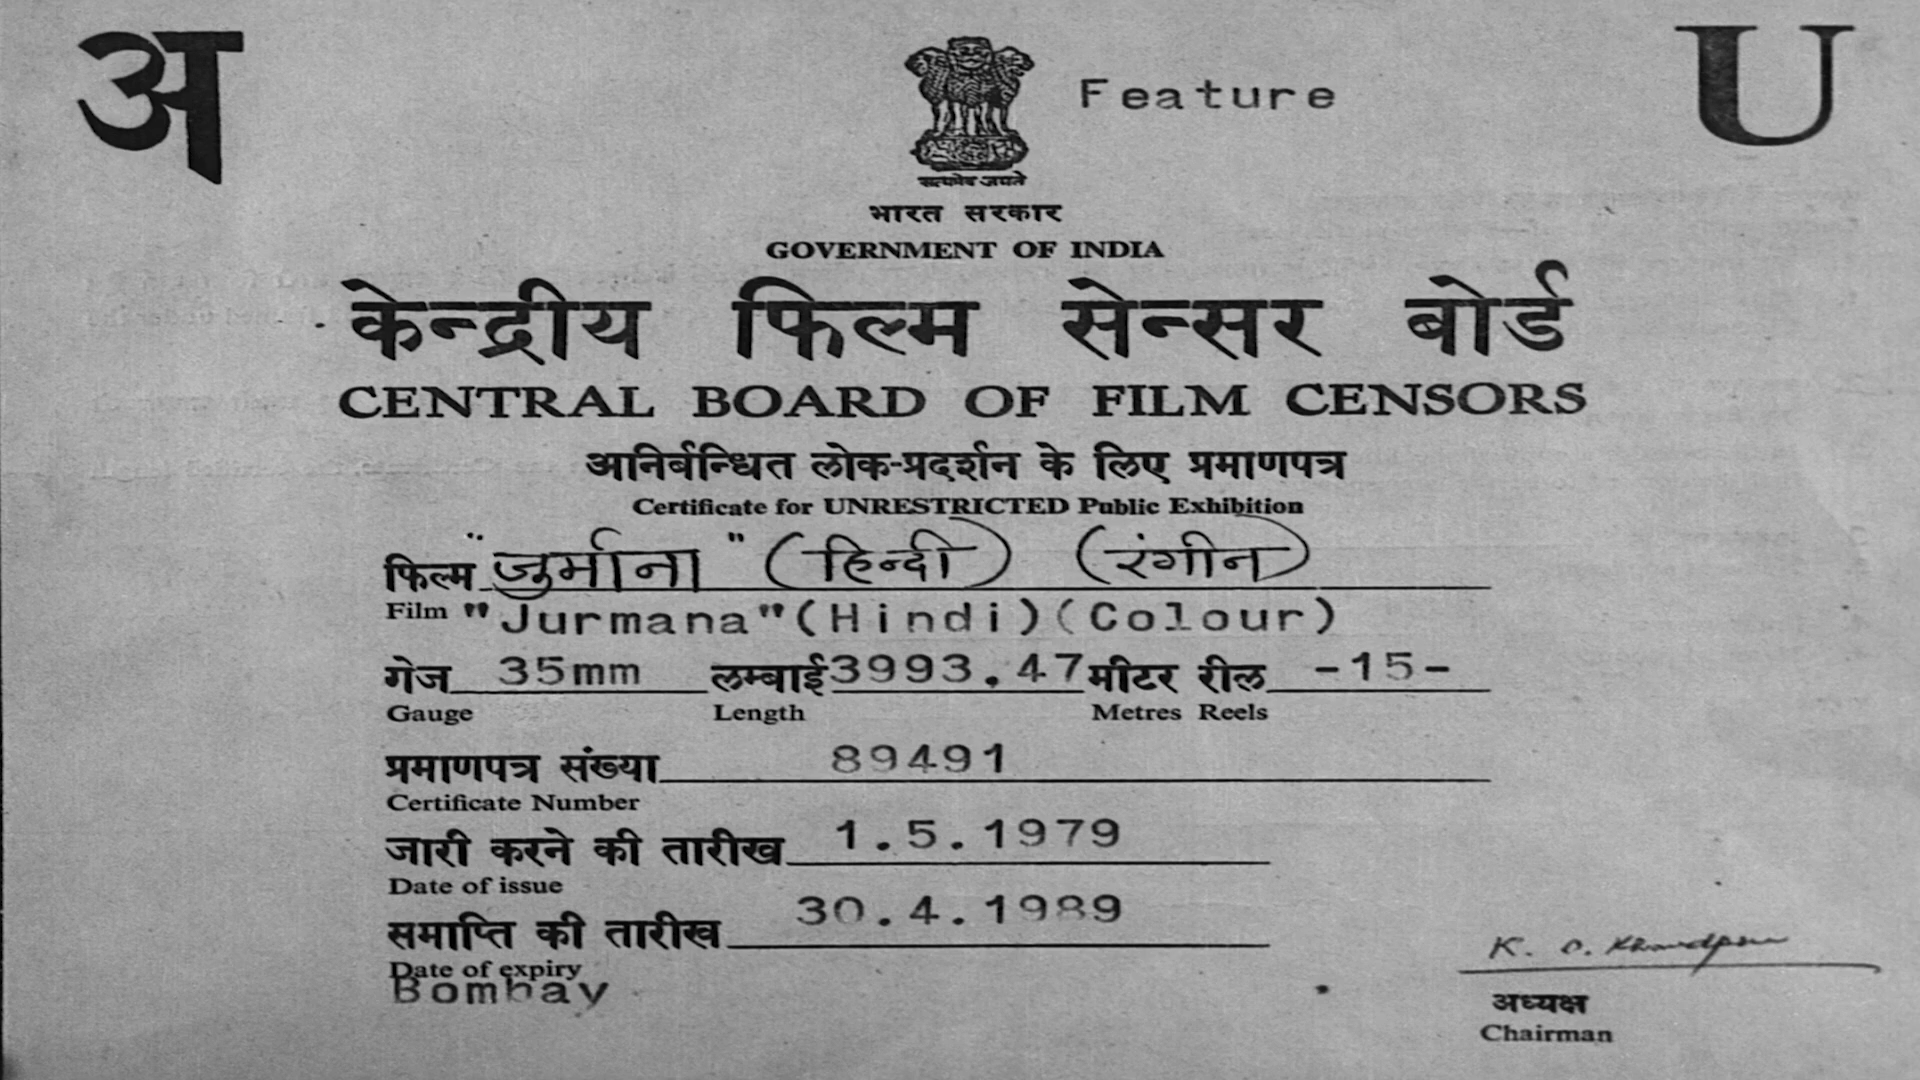 अ
U
Feature
सत्यमेव जयते
भारत सरकार
GOVERNMENT OF INDIA
केन्द्रीय फिल्म सेन्सर बोर्ड
CENTRAL BOARD OF FILM CENSORS
अनिर्बन्धित लोक-प्रदर्शन के लिए प्रमाणपत्र
Certificate for UNRESTRICTED Public Exhibition
फिल्म "जुर्माना" (हिन्दी) (रंगीन)
Film "Jurmana"(Hindi)(Colour)
गेज 35mm लम्बाई 3993.47 मीटर रील -15-
Gauge Length Metres Reels
प्रमाणपत्र संख्या 89491
Certificate Number
जारी करने की तारीख 1.5.1979
Date of issue
समाप्ति की तारीख 30.4.1989
Date of expiry
Bombay
K.
अध्यक्ष
Chairman